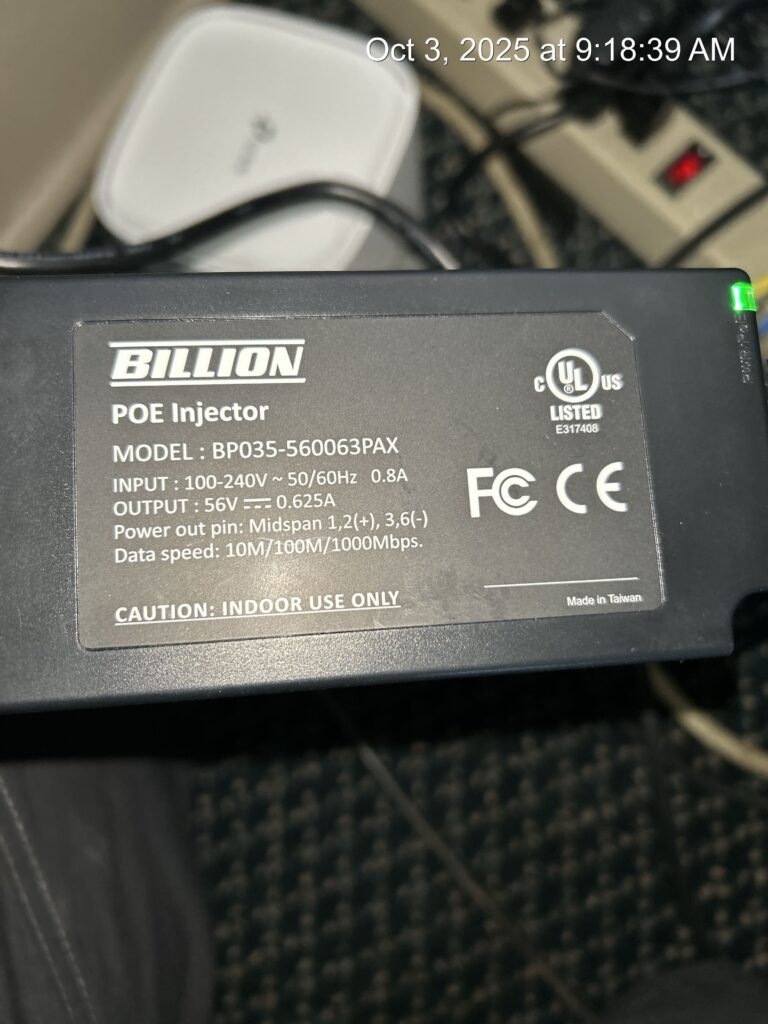 Oct 3, 2025 at 9:18:39 AM
BILLION
POE Injector
MODEL : BP035-560063PAX
INPUT : 100-240V ~ 50/60Hz 0.8A
OUTPUT : 56V ⎓ 0.625A
Power out pin: Midspan 1,2(+), 3,6(-)
Data speed: 10M/100M/1000Mbps.
CAUTION: INDOOR USE ONLY
C UL US
LISTED
E317408
FC CE
Made in Taiwan